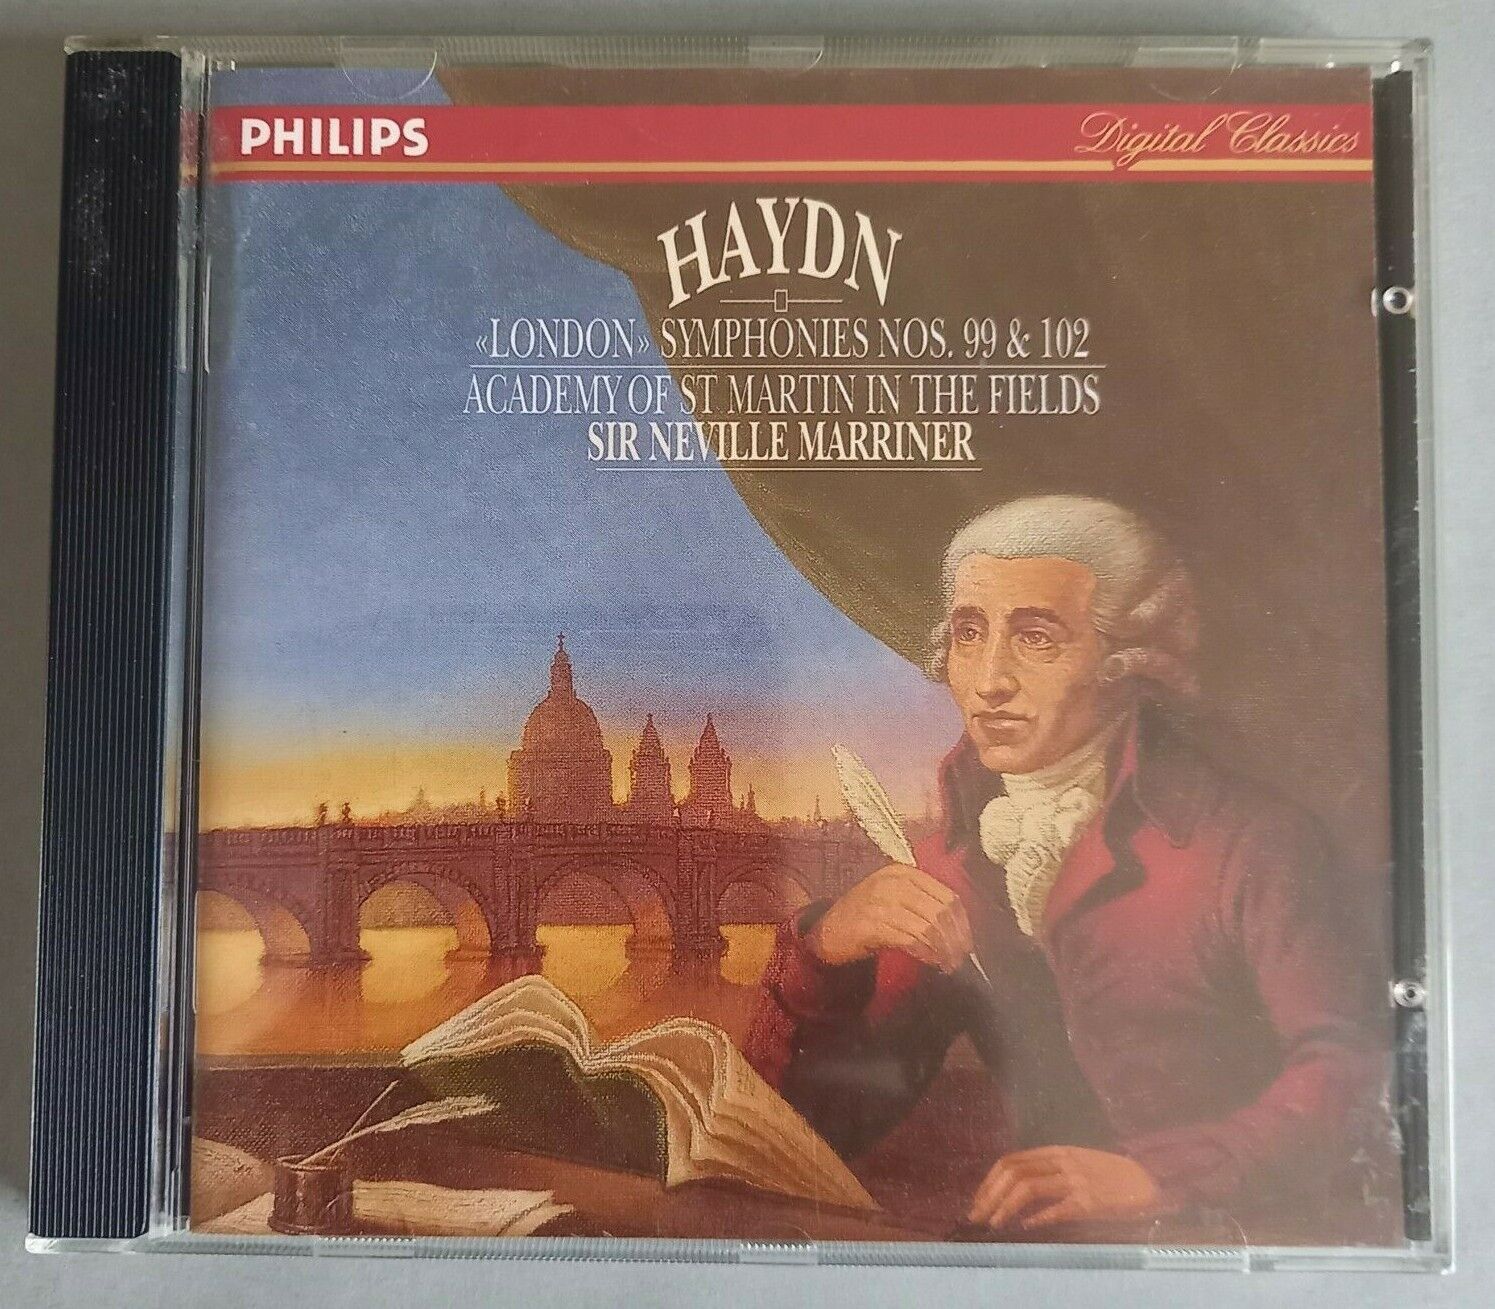 PHILIPS
Digital Classics
HAYDN
«LONDON» SYMPHONIES NOS. 99 & 102
ACADEMY OF ST MARTIN IN THE FIELDS
SIR NEVILLE MARRINER